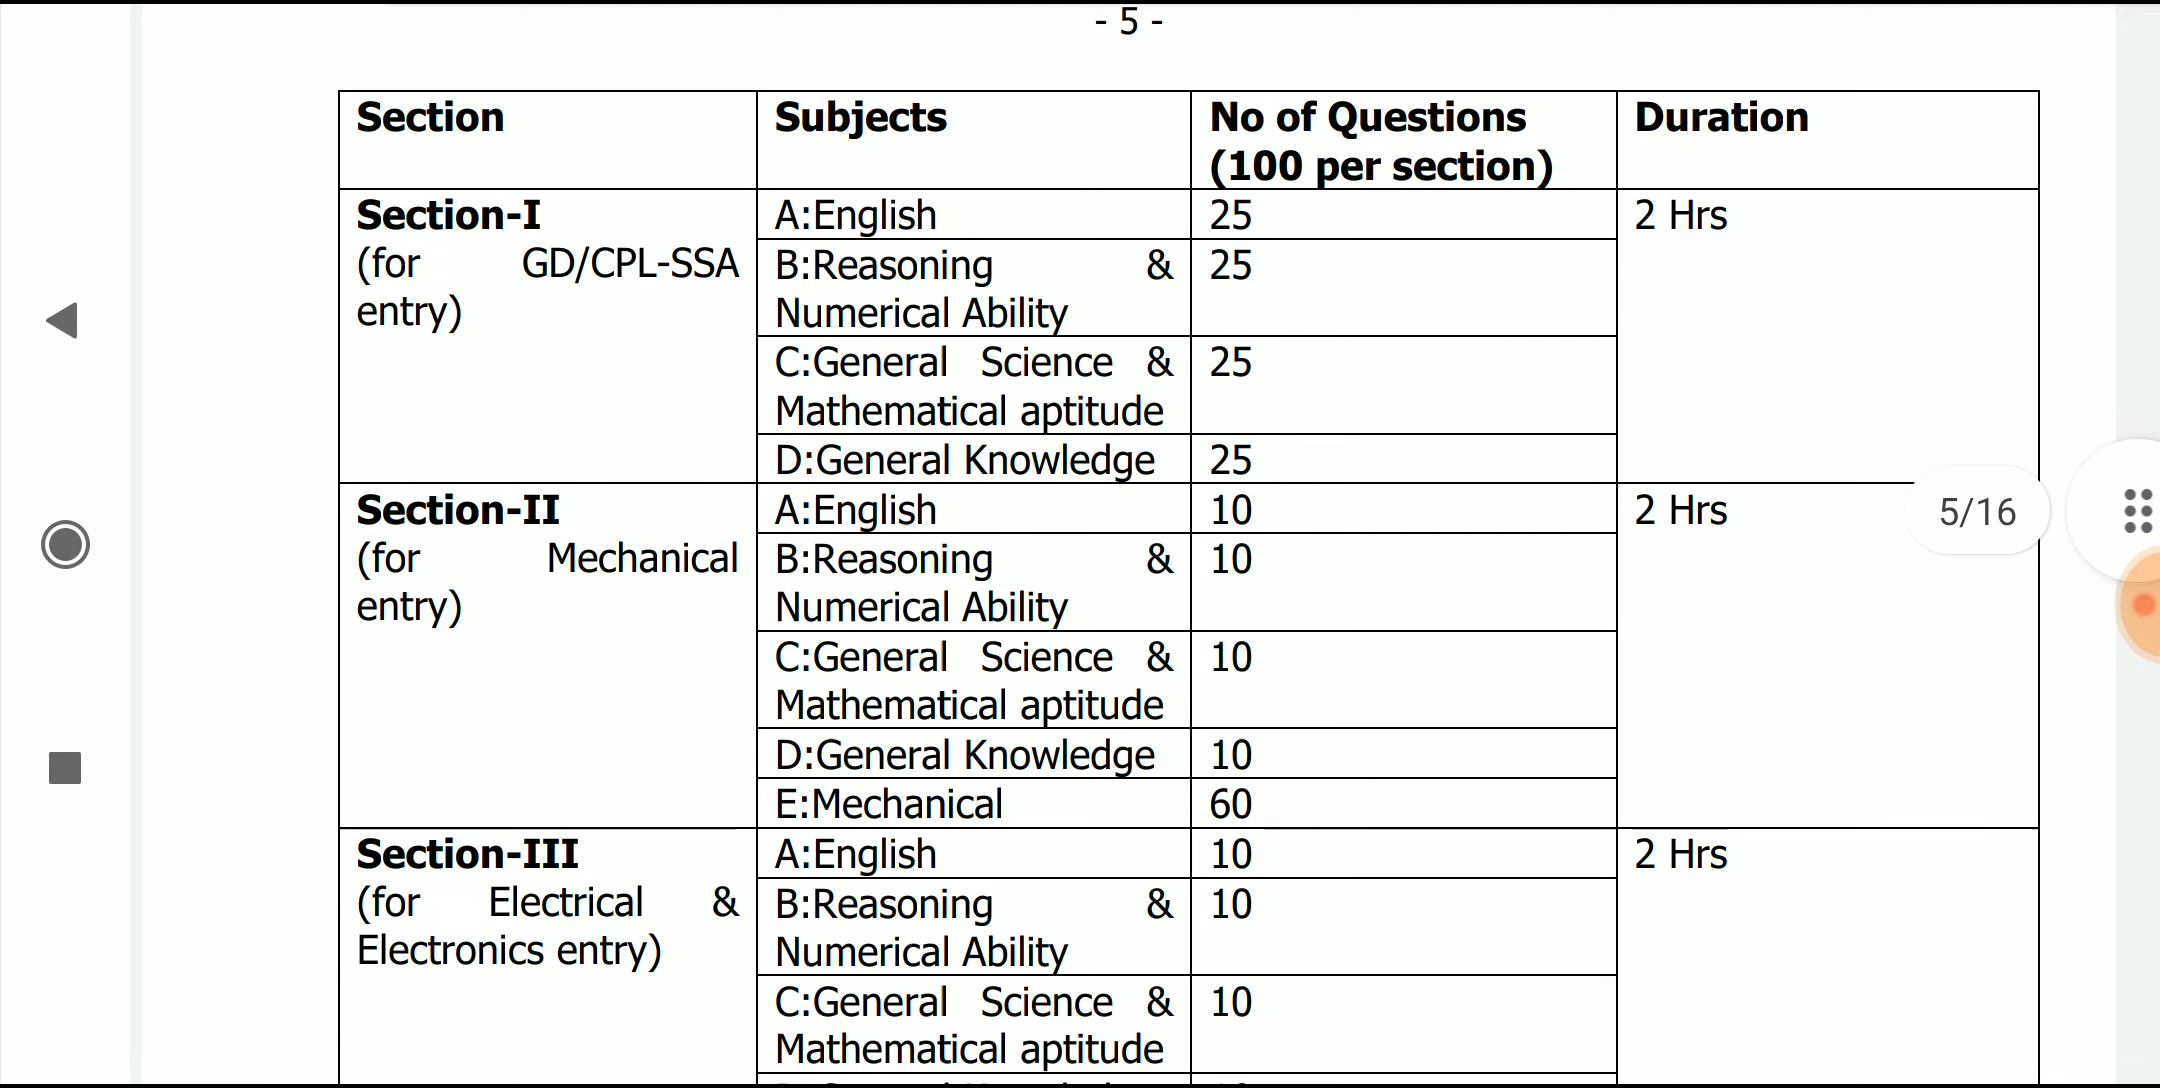 - 5 -
Section Subjects No of Questions Duration
(100 per section)
Section-I A:English 25 2 Hrs
(for GD/CPL-SSA B:Reasoning & 25
entry) Numerical Ability
C:General Science & 25
Mathematical aptitude
D:General Knowledge 25
Section-II A:English 10 2 Hrs 5/16
(for Mechanical B:Reasoning & 10
entry) Numerical Ability
C:General Science & 10
Mathematical aptitude
D:General Knowledge 10
E:Mechanical 60
Section-III A:English 10 2 Hrs
(for Electrical & B:Reasoning & 10
Electronics entry) Numerical Ability
C:General Science & 10
Mathematical aptitude